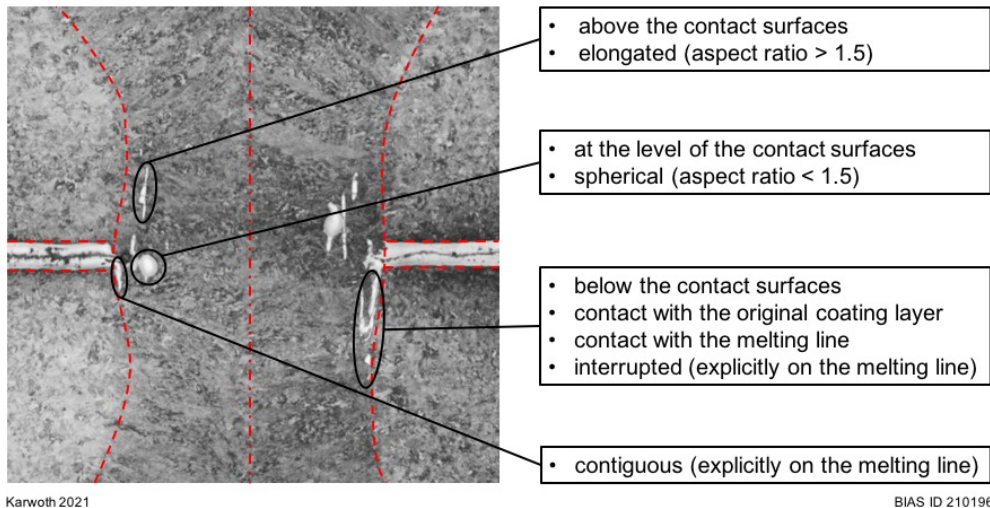 • above the contact surfaces
• elongated (aspect ratio > 1.5)
• at the level of the contact surfaces
• spherical (aspect ratio < 1.5)
• below the contact surfaces
• contact with the original coating layer
• contact with the melting line
• interrupted (explicitly on the melting line)
• contiguous (explicitly on the melting line)
Karwoth 2021
BIAS ID 210196